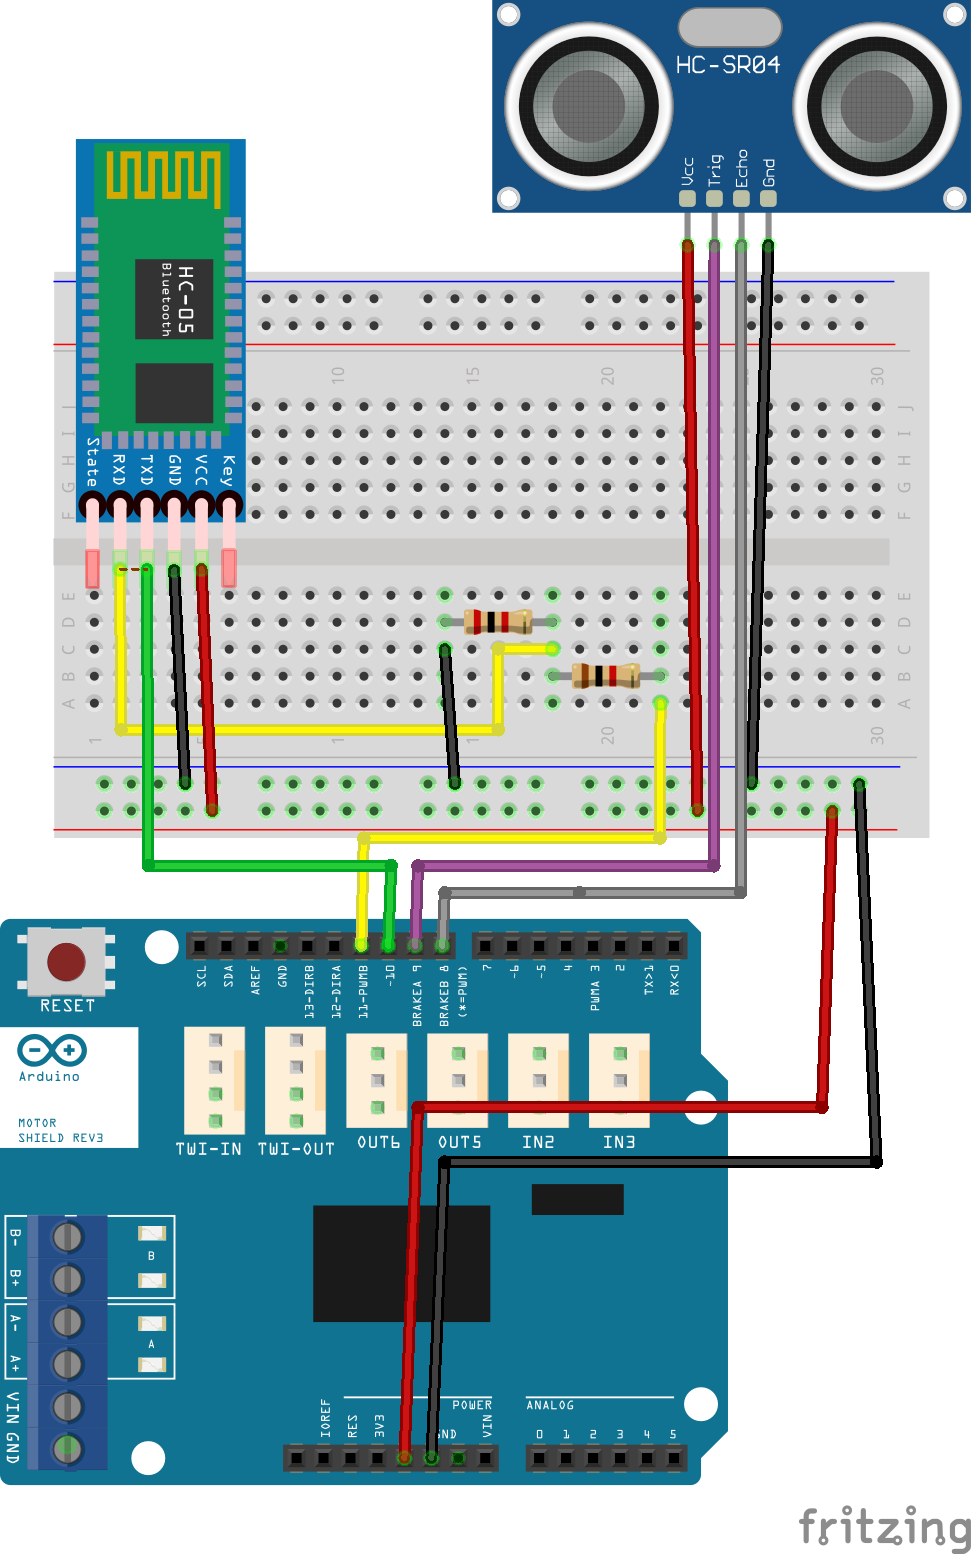 HC-SR04
Vcc
Trig
Echo
Gnd
HC-05
Bluetooth
State
RXD
TXD
GND
VCC
Key
10
15
20
30
J
J
I
I
H
H
G
G
F
F
E
E
D
D
C
C
B
B
A
A
1
1
20
30
RESET
SCL
SDA
AREF
GND
13-DIRB
12-DIRA
11-PWMB
~10
BRAKEA 9
BRAKEB 8
(*=PWM)
7
~6
~5
4
PWMA 3
2
TX>1
RX<0
Arduino
MOTOR
SHIELD REV3
TWI-IN
TWI-OUT
OUT6
OUT5
IN2
IN3
B-
B+
A-
A+
VIN
GND
B
A
IOREF
RES
3V3
POWER
ND
VIN
ANALOG
0
1
2
3
4
5
fritzing